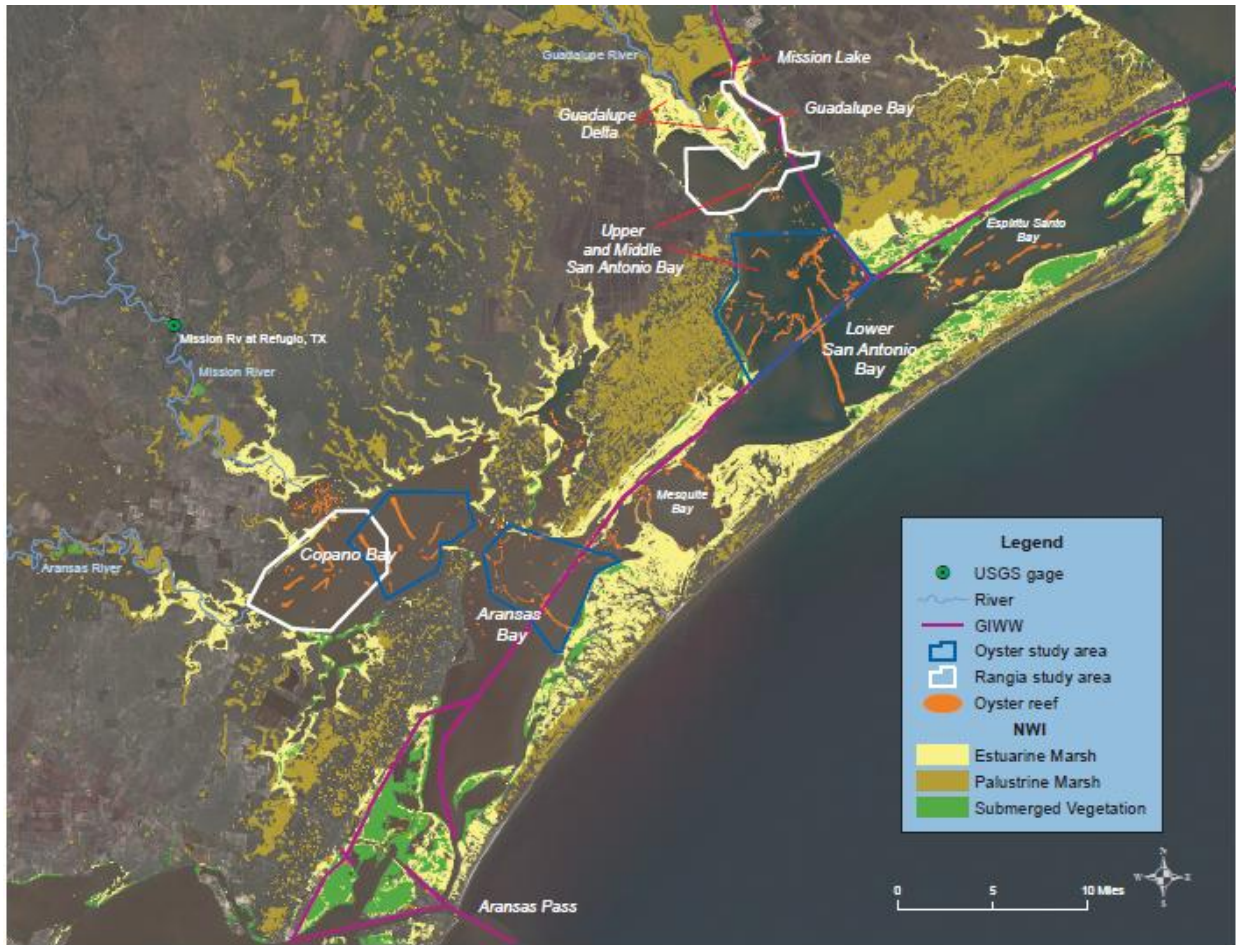 Guadalupe River
Mission Lake
Guadalupe
Delta
Guadalupe Bay
Upper
and Middle
San Antonio Bay
Espiritu Santo
Bay
Mission Rv at Refugio, TX
Mission River
Lower
San Antonio
Bay
Mesquite
Bay
Copano Bay
Aransas River
Aransas
Bay
Aransas Pass
Legend
USGS gage
River
GIWW
Oyster study area
Rangia study area
Oyster reef
NWI
Estuarine Marsh
Palustrine Marsh
Submerged Vegetation
N
W
E
S
0 5 10 Miles